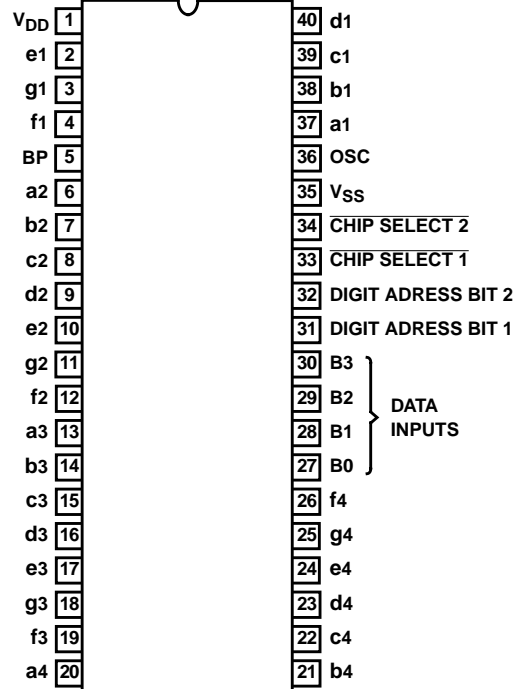 VDD 1 40 d1
e1 2 39 c1
g1 3 38 b1
f1 4 37 a1
BP 5 36 OSC
a2 6 35 VSS
b2 7 34 CHIP SELECT 2
c2 8 33 CHIP SELECT 1
d2 9 32 DIGIT ADRESS BIT 2
e2 10 31 DIGIT ADRESS BIT 1
g2 11 30 B3
f2 12 29 B2
DATA
a3 13 28 B1
INPUTS
b3 14 27 B0
c3 15 26 f4
d3 16 25 g4
e3 17 24 e4
g3 18 23 d4
f3 19 22 c4
a4 20 21 b4